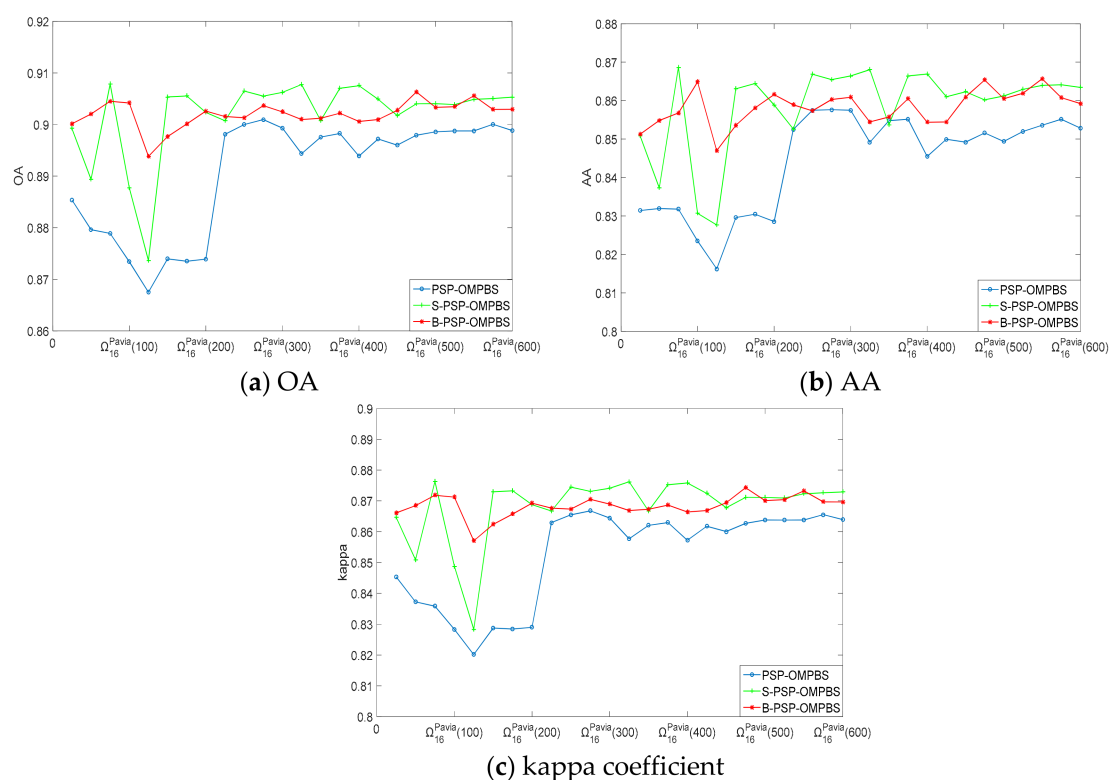 0.92
0.91
0.9
0.89
0.88
0.87
0.86
OA
0
Ω₁₆ᴾᵃᵛⁱᵃ(100)
Ω₁₆ᴾᵃᵛⁱᵃ(200)
Ω₁₆ᴾᵃᵛⁱᵃ(300)
Ω₁₆ᴾᵃᵛⁱᵃ(400)
Ω₁₆ᴾᵃᵛⁱᵃ(500)
Ω₁₆ᴾᵃᵛⁱᵃ(600)
PSP-OMPBS
S-PSP-OMPBS
B-PSP-OMPBS
(a) OA
0.88
0.87
0.86
0.85
0.84
0.83
0.82
0.81
0.8
AA
0
Ω₁₆ᴾᵃᵛⁱᵃ(100)
Ω₁₆ᴾᵃᵛⁱᵃ(200)
Ω₁₆ᴾᵃᵛⁱᵃ(300)
Ω₁₆ᴾᵃᵛⁱᵃ(400)
Ω₁₆ᴾᵃᵛⁱᵃ(500)
Ω₁₆ᴾᵃᵛⁱᵃ(600)
PSP-OMPBS
S-PSP-OMPBS
B-PSP-OMPBS
(b) AA
0.9
0.89
0.88
0.87
0.86
0.85
0.84
0.83
0.82
0.81
0.8
kappa
0
Ω₁₆ᴾᵃᵛⁱᵃ(100)
Ω₁₆ᴾᵃᵛⁱᵃ(200)
Ω₁₆ᴾᵃᵛⁱᵃ(300)
Ω₁₆ᴾᵃᵛⁱᵃ(400)
Ω₁₆ᴾᵃᵛⁱᵃ(500)
Ω₁₆ᴾᵃᵛⁱᵃ(600)
PSP-OMPBS
S-PSP-OMPBS
B-PSP-OMPBS
(c) kappa coefficient